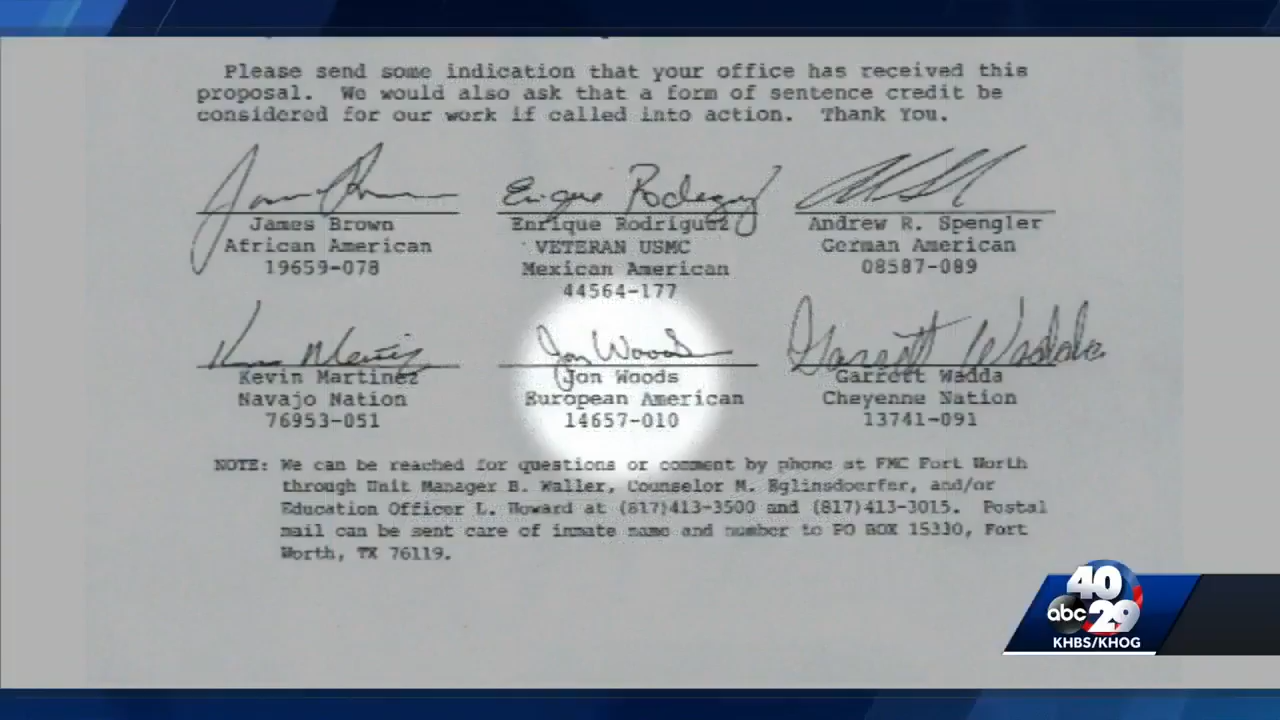 Please send some indication that your office has received this
proposal. We would also ask that a form of sentence credit be
considered for our work if called into action. Thank You.
James Brown
African American
19659-078
Enrique Rodriguez
VETERAN USMC
Mexican American
44564-177
Andrew R. Spengler
German American
08587-089
Kevin Martinez
Navajo Nation
76953-051
Jon Woods
Jon Woods
European American
14657-010
Garrett Wadda
Garrett Wadda
Cheyenne Nation
13741-091
NOTE: We can be reached for questions or comment by phone at FMC Fort Worth
through Unit Manager B. Waller, Counselor M. Eglinsdoerfer, and/or
Education Officer L. Howard at (817)413-3500 and (817)413-3015. Postal
mail can be sent care of inmate name and number to PO BOX 15330, Fort
Worth, TX 76119.
40
abc 29
KHBS/KHOG